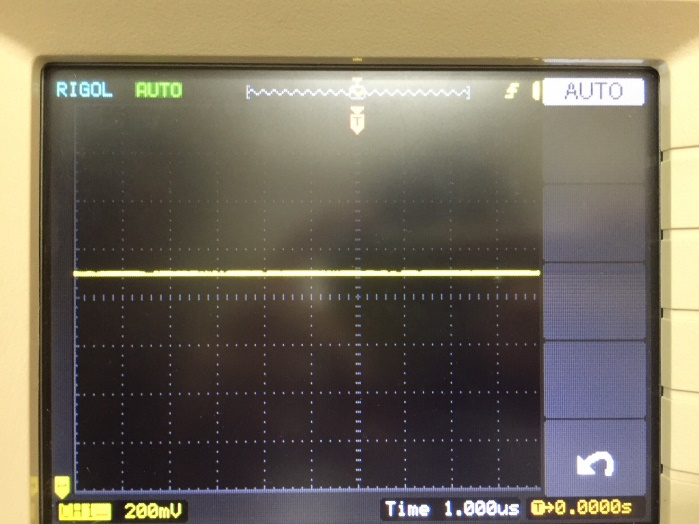 RIGOL AUTO AUTO
T
200mV Time 1.000us T→0.0000s